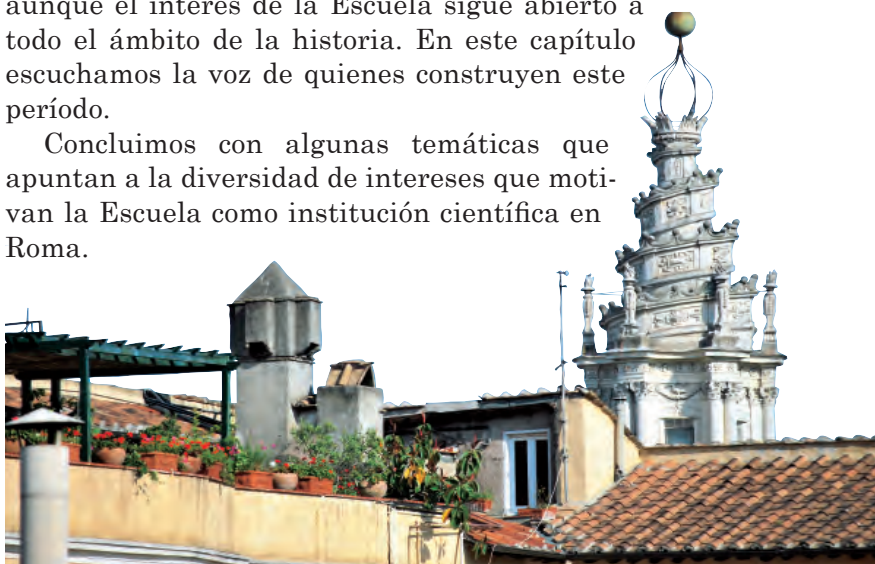 aunque el interés de la Escuela sigue abierto a
todo el ámbito de la historia. En este capítulo
escuchamos la voz de quienes construyen este
período.
Concluimos con algunas temáticas que
apuntan a la diversidad de intereses que moti-
van la Escuela como institución científica en
Roma.